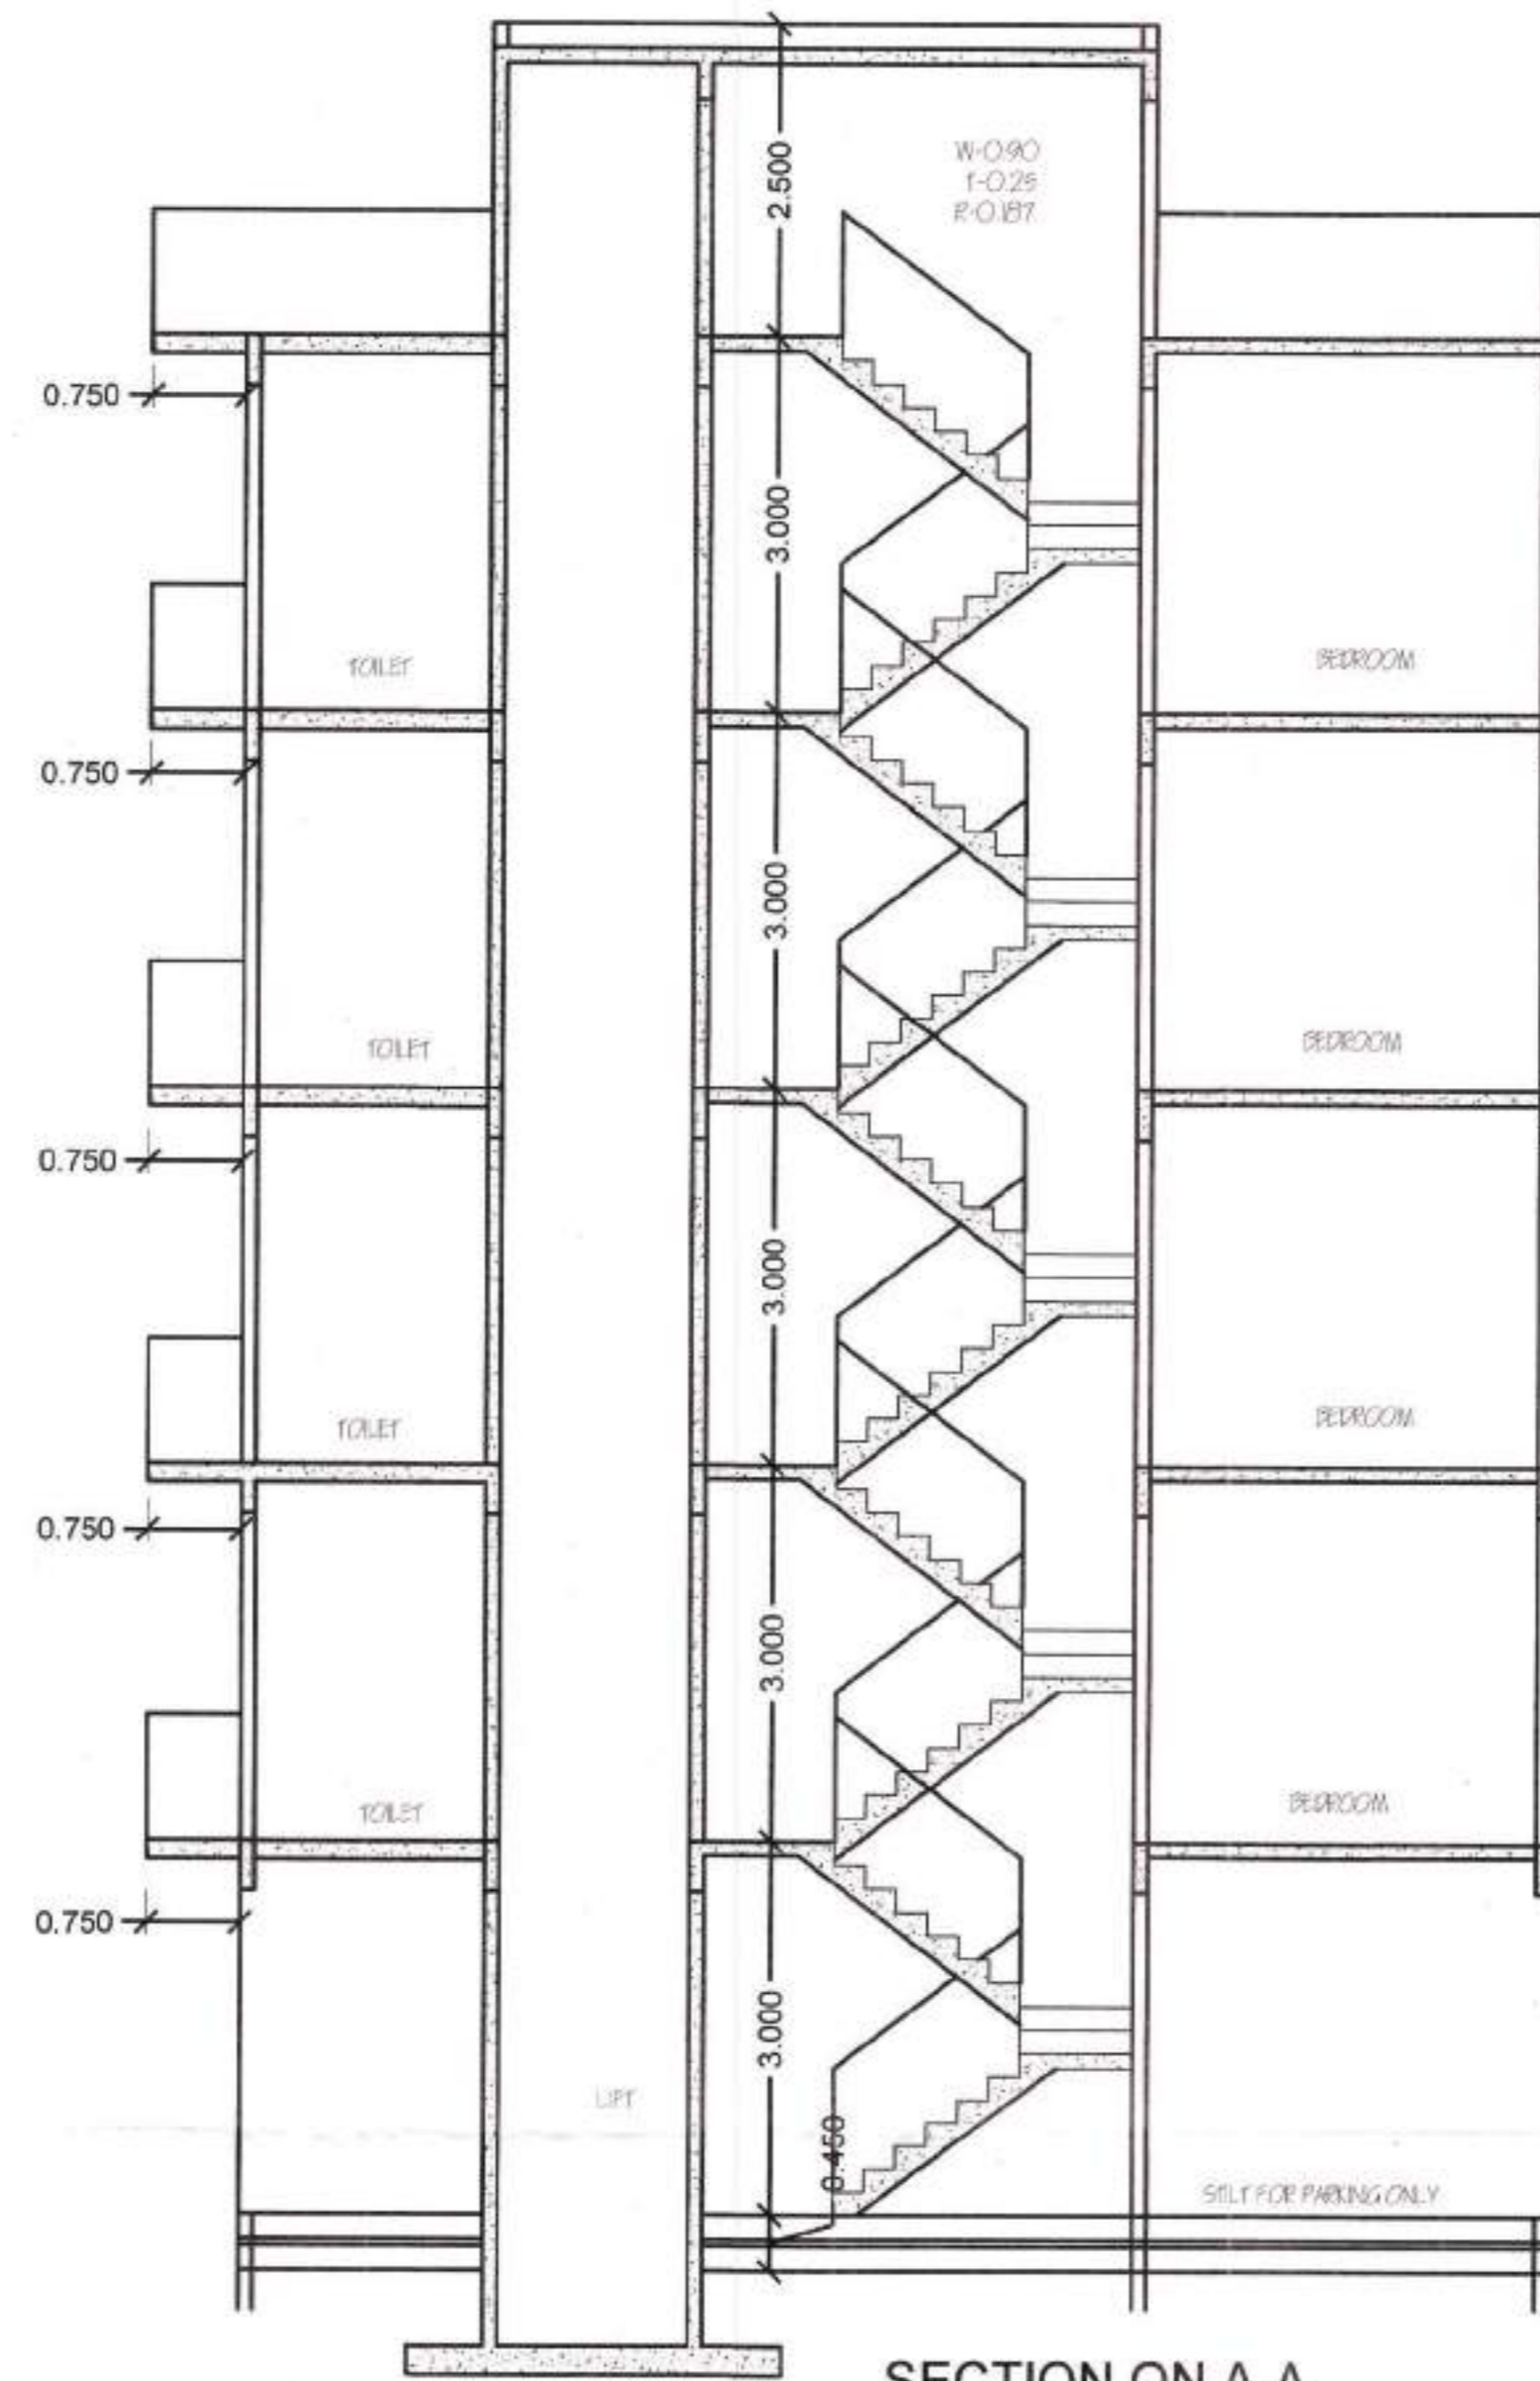 2.500
W-0.90
T-0.25
R-0.187
0.750
3.000
TOILET
BEDROOM
0.750
3.000
TOILET
BEDROOM
0.750
3.000
TOILET
BEDROOM
0.750
3.000
TOILET
BEDROOM
0.750
3.000
LIFT
0.450
STILT FOR PARKING ONLY
SECTION ON A-A